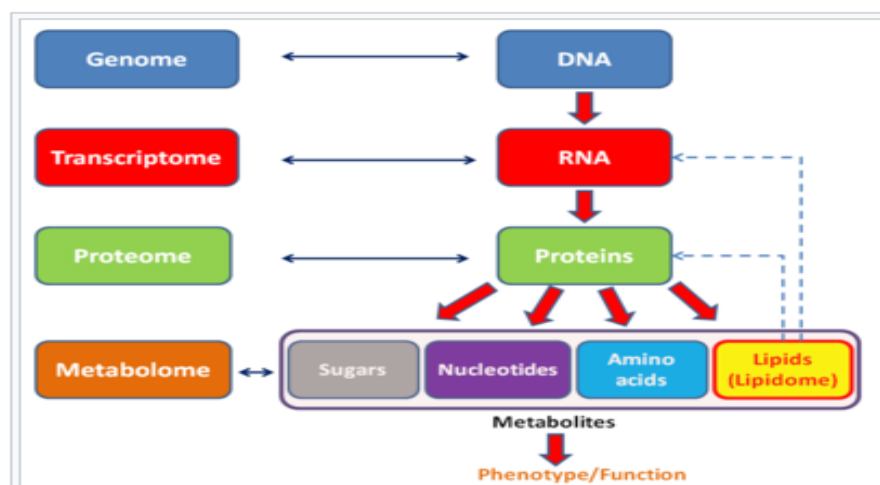 Genome
DNA
Transcriptome
RNA
Proteome
Proteins
Metabolome
Sugars
Nucleotides
Amino
acids
Lipids
(Lipidome)
Metabolites
Phenotype/Function